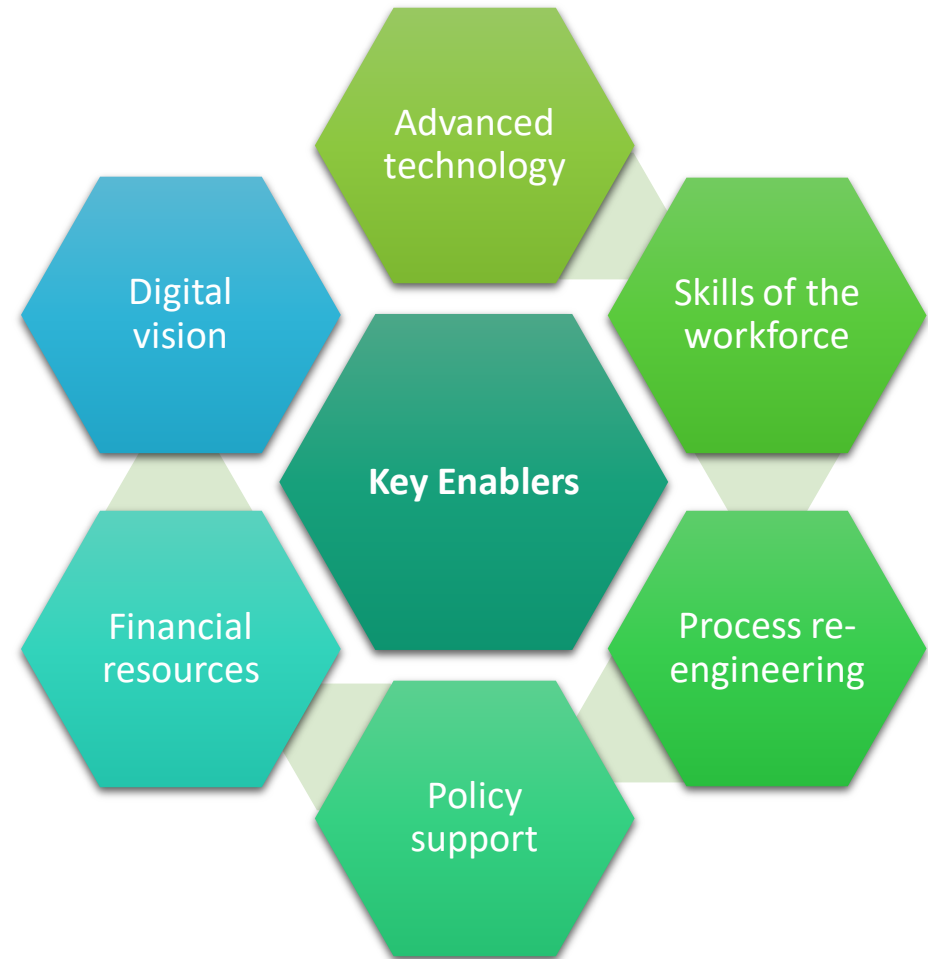 Advanced
technology
Skills of the
workforce
Process re-
engineering
Policy
support
Financial
resources
Digital
vision
Key Enablers